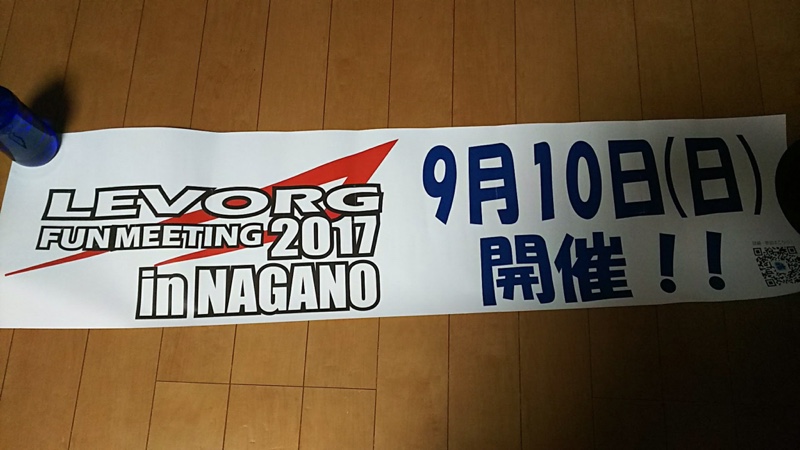 LEVORG
FUN MEETING 2017
in NAGANO
9月10日(日)
開催!!